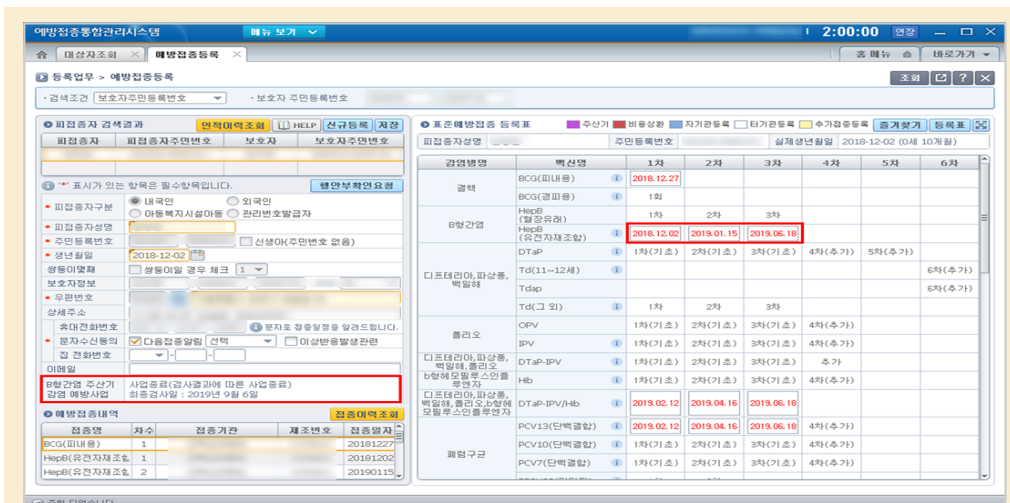 예방접종통합관리시스템 메뉴 보기 2:00:00 연장
대상자조회 예방접종등록 홈 메뉴 바로가기
등록업무 > 예방접종등록 조회 ?
·검색조건 보호자주민등록번호 ·보호자 주민등록번호
피접종자 검색결과 인적이력조회 HELP 신규등록 저장
피접종자 피접종자주민번호 보호자 보호자주민번호
"*" 표시가 있는 항목은 필수항목입니다. 행안부확인요청
• 피접종자구분 내국인 외국인
아동복지시설아동 관리번호발급자
• 피접종자성명
• 주민등록번호 신생아(주민번호 없음)
• 생년월일 2018-12-02
쌍둥이몇째 쌍둥이일 경우 체크 1
보호자정보
• 우편번호
상세주소
휴대전화번호 문자로 접종일정을 알려드립니다.
• 문자수신동의 다음접종알림 선택 이상반응발생관련
집 전화번호 - -
이메일
B형간염 주산기 사업종료(검사결과에 따른 사업종료)
감염 예방사업 최종검사일 : 2019년 9월 6일
예방접종내역 접종이력조회
접종명 차수 접종기관 제조번호 접종일자
BCG(피내용) 1 20181227
HepB(유전자재조합 1 20181202
HepB(유전자재조합 2 20190115
표준예방접종 등록표 주산기 비용상환 자기관등록 타기관등록 추가접종등록 즐겨찾기 등록표
피접종자성명 주민등록번호 실제생년월일 2018-12-02 (0세 10개월)
감염병명 백신명 1차 2차 3차 4차 5차 6차
결핵 BCG(피내용) 2018.12.27
BCG(경피용) 1회
B형간염 HepB (혈장유래) 1차 2차 3차
HepB (유전자재조합) 2018.12.02 2019.01.15 2019.06.18
디프테리아,파상풍, 백일해 DTaP 1차(기초) 2차(기초) 3차(기초) 4차(추가) 5차(추가)
Td(11~12세) 6차(추가)
Tdap 6차(추가)
Td(그 외) 1차 2차 3차
폴리오 OPV 1차(기초) 2차(기초) 3차(기초) 4차(추가)
IPV 1차(기초) 2차(기초) 3차(기초) 4차(추가)
디프테리아,파상풍, 백일해,폴리오 DTaP-IPV 1차(기초) 2차(기초) 3차(기초) 추가
b형헤모필루스인플루엔자 Hib 1차(기초) 2차(기초) 3차(기초) 4차(추가)
디프테리아,파상풍, 백일해,폴리오,b형헤모필루스인플루엔자 DTaP-IPV/Hib 2019.02.12 2019.04.16 2019.06.18
폐렴구균 PCV13(단백결합) 2019.02.12 2019.04.16 2019.06.18 4차(추가)
PCV10(단백결합) 1차(기초) 2차(기초) 3차(기초) 4차(추가)
PCV7(단백결합) 1차(기초) 2차(기초) 3차(기초) 4차(추가)